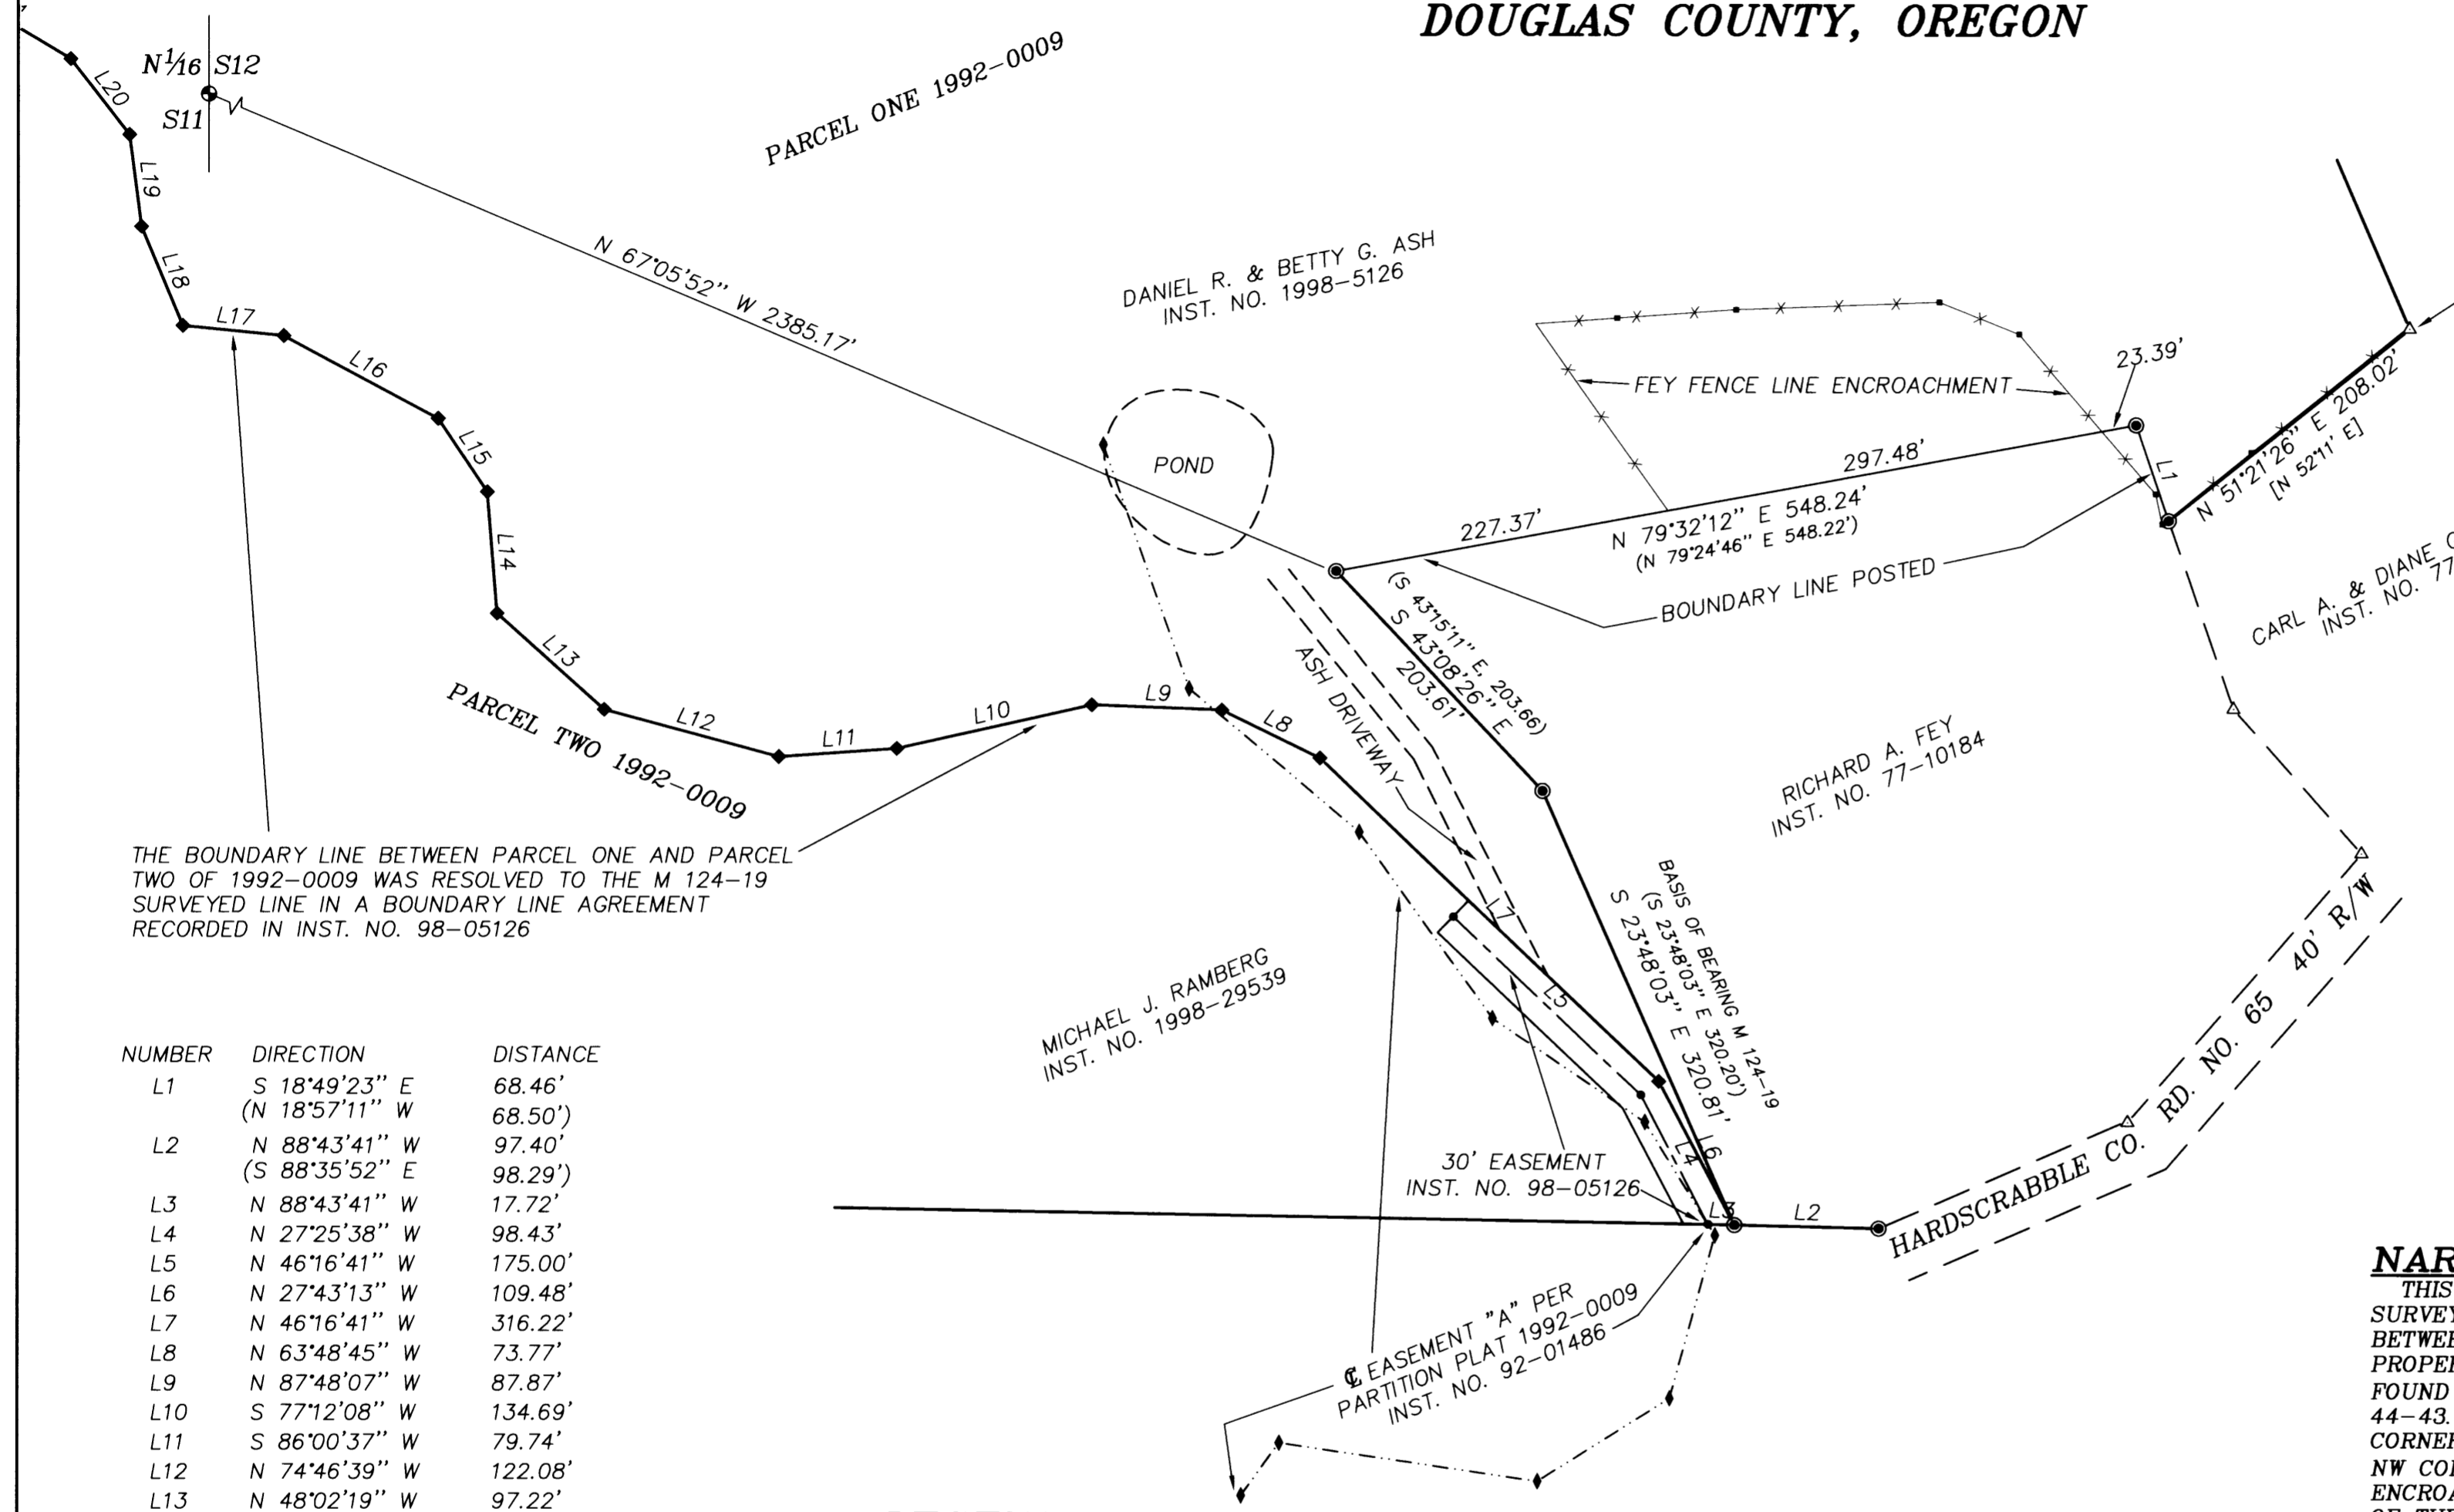 DOUGLAS COUNTY, OREGON
N 1/16 S12
S11
L20
L19
L18
L17
L16
L15
L14
L13
L12
L11
L10
L9
L8
PARCEL ONE 1992-0009
N 67°05'52" W 2385.17'
DANIEL R. & BETTY G. ASH
INST. NO. 1998-5126
POND
FEY FENCE LINE ENCROACHMENT
23.39'
297.48'
227.37'
N 79°32'12" E 548.24'
(N 79°24'46" E 548.22')
L1
N 51°21'26" E 208.02'
[N 52°11' E]
BOUNDARY LINE POSTED
CARL A. & DIANE
INST. NO. 77
(S 43°15'11" E, 203.66)
S 43°08'26" E
203.61'
ASH DRIVEWAY
RICHARD A. FEY
INST. NO. 77-10184
PARCEL TWO 1992-0009
THE BOUNDARY LINE BETWEEN PARCEL ONE AND PARCEL
TWO OF 1992-0009 WAS RESOLVED TO THE M 124-19
SURVEYED LINE IN A BOUNDARY LINE AGREEMENT
RECORDED IN INST. NO. 98-05126
BASIS OF BEARING M 124-19
(S 23°48'03" E 320.20')
S 23°48'03" E 320.81'
L7
L5
L4
L6
L3
L2
MICHAEL J. RAMBERG
INST. NO. 1998-29539
30' EASEMENT
INST. NO. 98-05126
HARDSCRABBLE CO. RD. NO. 65 40' R/W
℄ EASEMENT "A" PER
PARTITION PLAT 1992-0009
INST. NO. 92-01486
NUMBER DIRECTION DISTANCE
L1 S 18°49'23" E 68.46'
(N 18°57'11" W 68.50')
L2 N 88°43'41" W 97.40'
(S 88°35'52" E 98.29')
L3 N 88°43'41" W 17.72'
L4 N 27°25'38" W 98.43'
L5 N 46°16'41" W 175.00'
L6 N 27°43'13" W 109.48'
L7 N 46°16'41" W 316.22'
L8 N 63°48'45" W 73.77'
L9 N 87°48'07" W 87.87'
L10 S 77°12'08" W 134.69'
L11 S 86°00'37" W 79.74'
L12 N 74°46'39" W 122.08'
L13 N 48°02'19" W 97.22'
NAR
THIS
SURVEY
BETWEE
PROPE
FOUND
44-43.
CORNE
NW CO
ENCROA